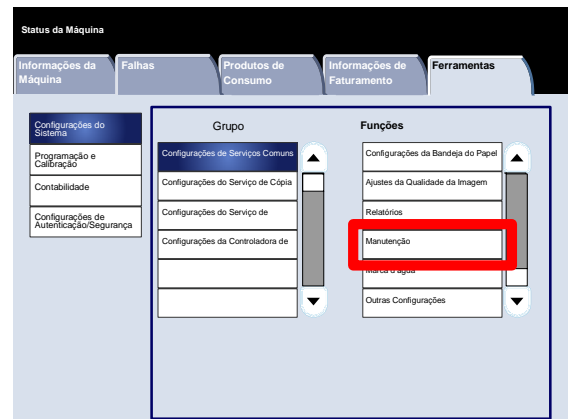 Status da Máquina
Informações da
Máquina
Falhas
Produtos de
Consumo
Informações de
Faturamento
Ferramentas
Configurações do
Sistema
Programação e
Calibração
Contabilidade
Configurações de
Autenticação/Segurança
Grupo
Configurações de Serviços Comuns
Configurações do Serviço de Cópia
Configurações do Serviço de
Configurações da Controladora de
Funções
Configurações da Bandeja do Papel
Ajustes da Qualidade da Imagem
Relatórios
Manutenção
Marca d'água
Outras Configurações